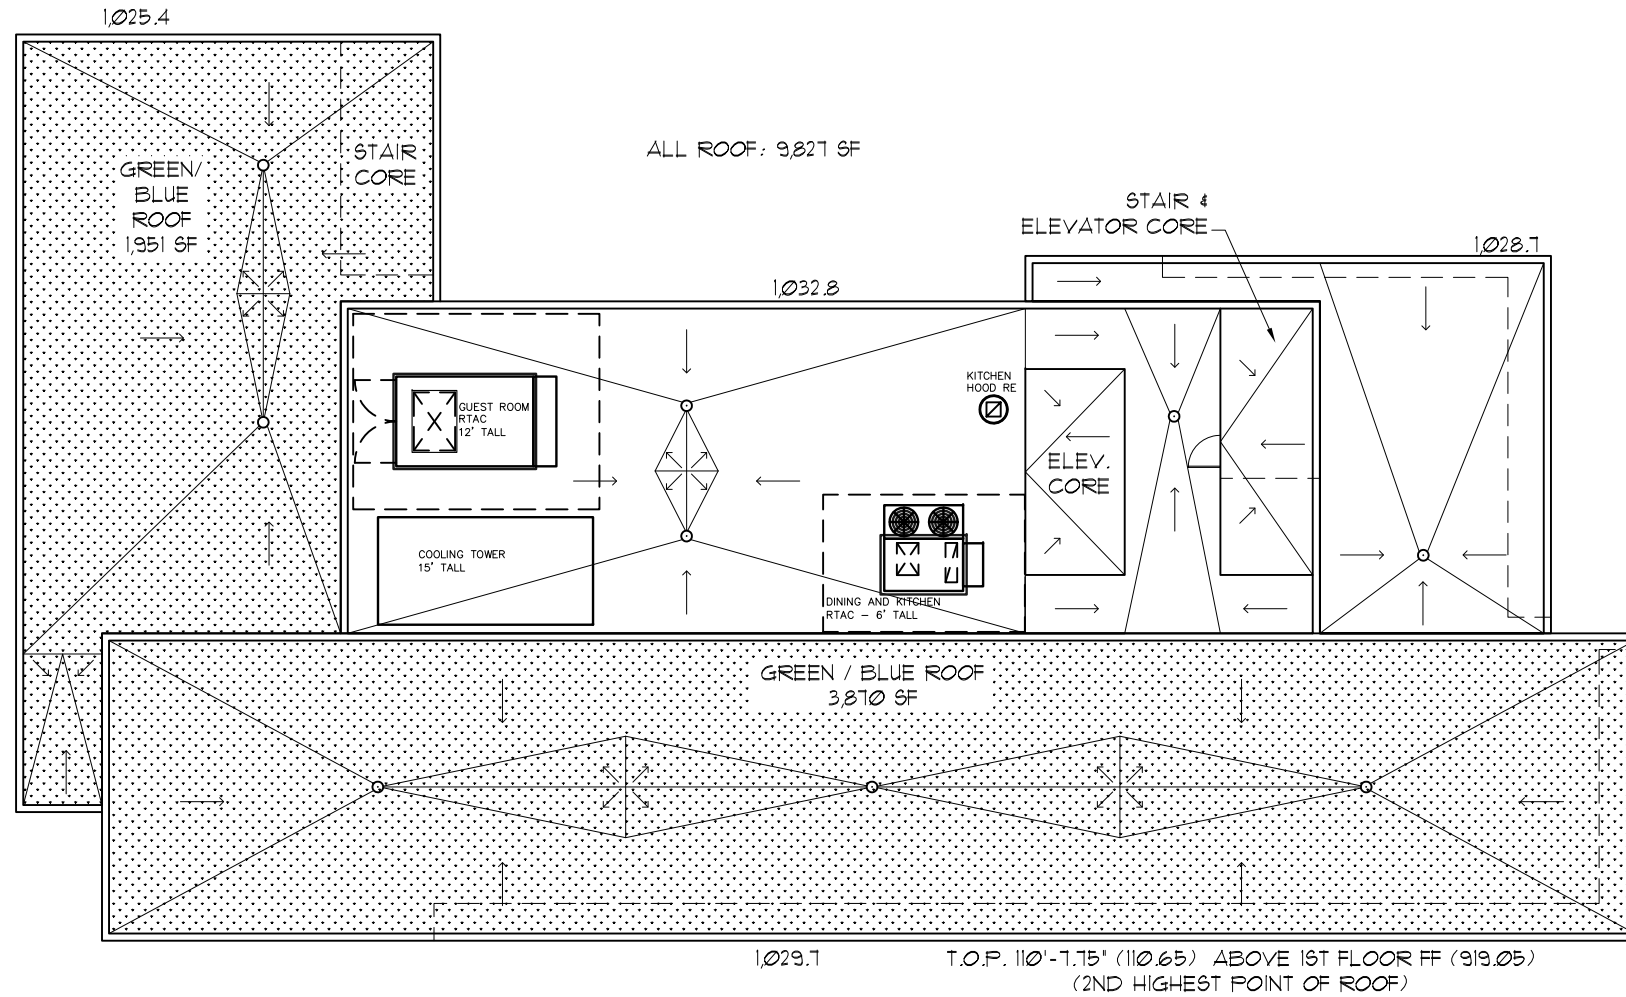 1,025.4
ALL ROOF: 9,827 SF
STAIR
CORE
GREEN/
BLUE
ROOF
1,951 SF
STAIR &
ELEVATOR CORE
1,028.7
1,032.8
KITCHEN
HOOD RE
GUEST ROOM
RTAC
12' TALL
ELEV.
CORE
COOLING TOWER
15' TALL
DINING AND KITCHEN
RTAC - 6' TALL
GREEN / BLUE ROOF
3,870 SF
1,029.7
T.O.P. 110'-7.75" (110.65) ABOVE 1ST FLOOR FF (919.05)
(2ND HIGHEST POINT OF ROOF)